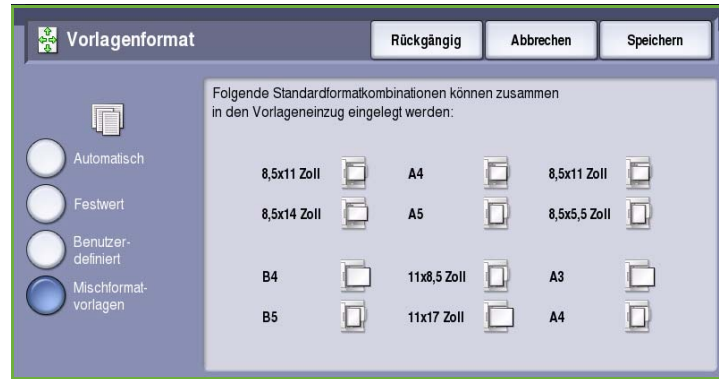 Vorlagenformat
Rückgängig
Abbrechen
Speichern
Folgende Standardformatkombinationen können zusammen
in den Vorlageneinzug eingelegt werden:
Automatisch
Festwert
Benutzer-
definiert
Mischformat-
vorlagen
8,5x11 Zoll
A4
8,5x11 Zoll
8,5x14 Zoll
A5
8,5x5,5 Zoll
B4
11x8,5 Zoll
A3
B5
11x17 Zoll
A4